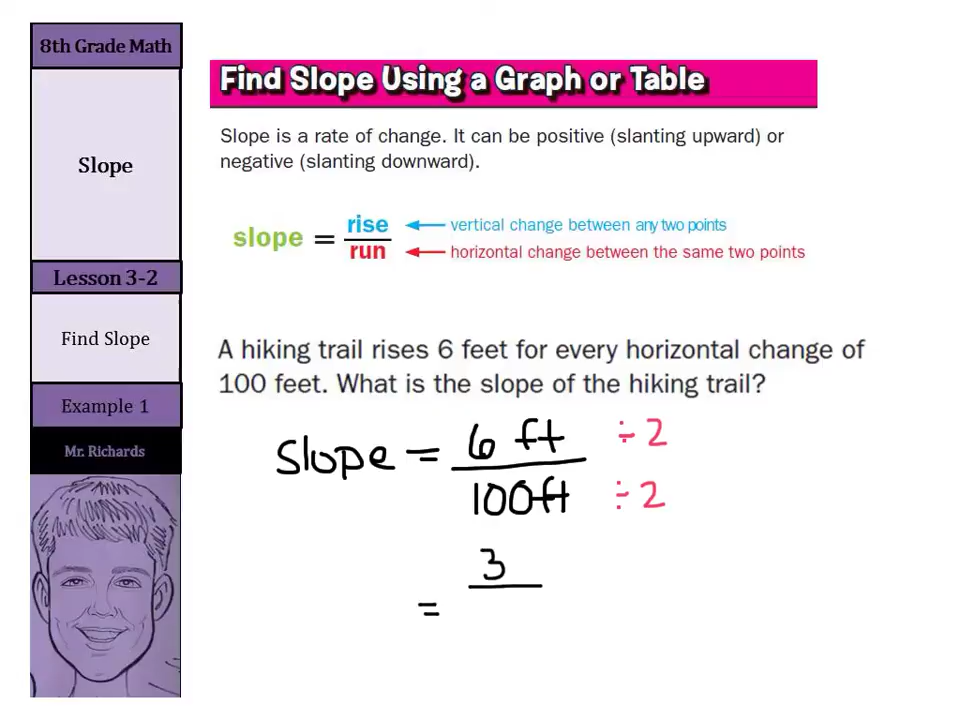 8th Grade Math
Slope
Lesson 3-2
Find Slope
Example 1
Mr. Richards
Find Slope Using a Graph or Table
Slope is a rate of change. It can be positive (slanting upward) or
negative (slanting downward).
slope = rise ← vertical change between any two points
run ← horizontal change between the same two points
A hiking trail rises 6 feet for every horizontal change of
100 feet. What is the slope of the hiking trail?
Slope = 6 ft ÷ 2
100ft ÷ 2
3
=